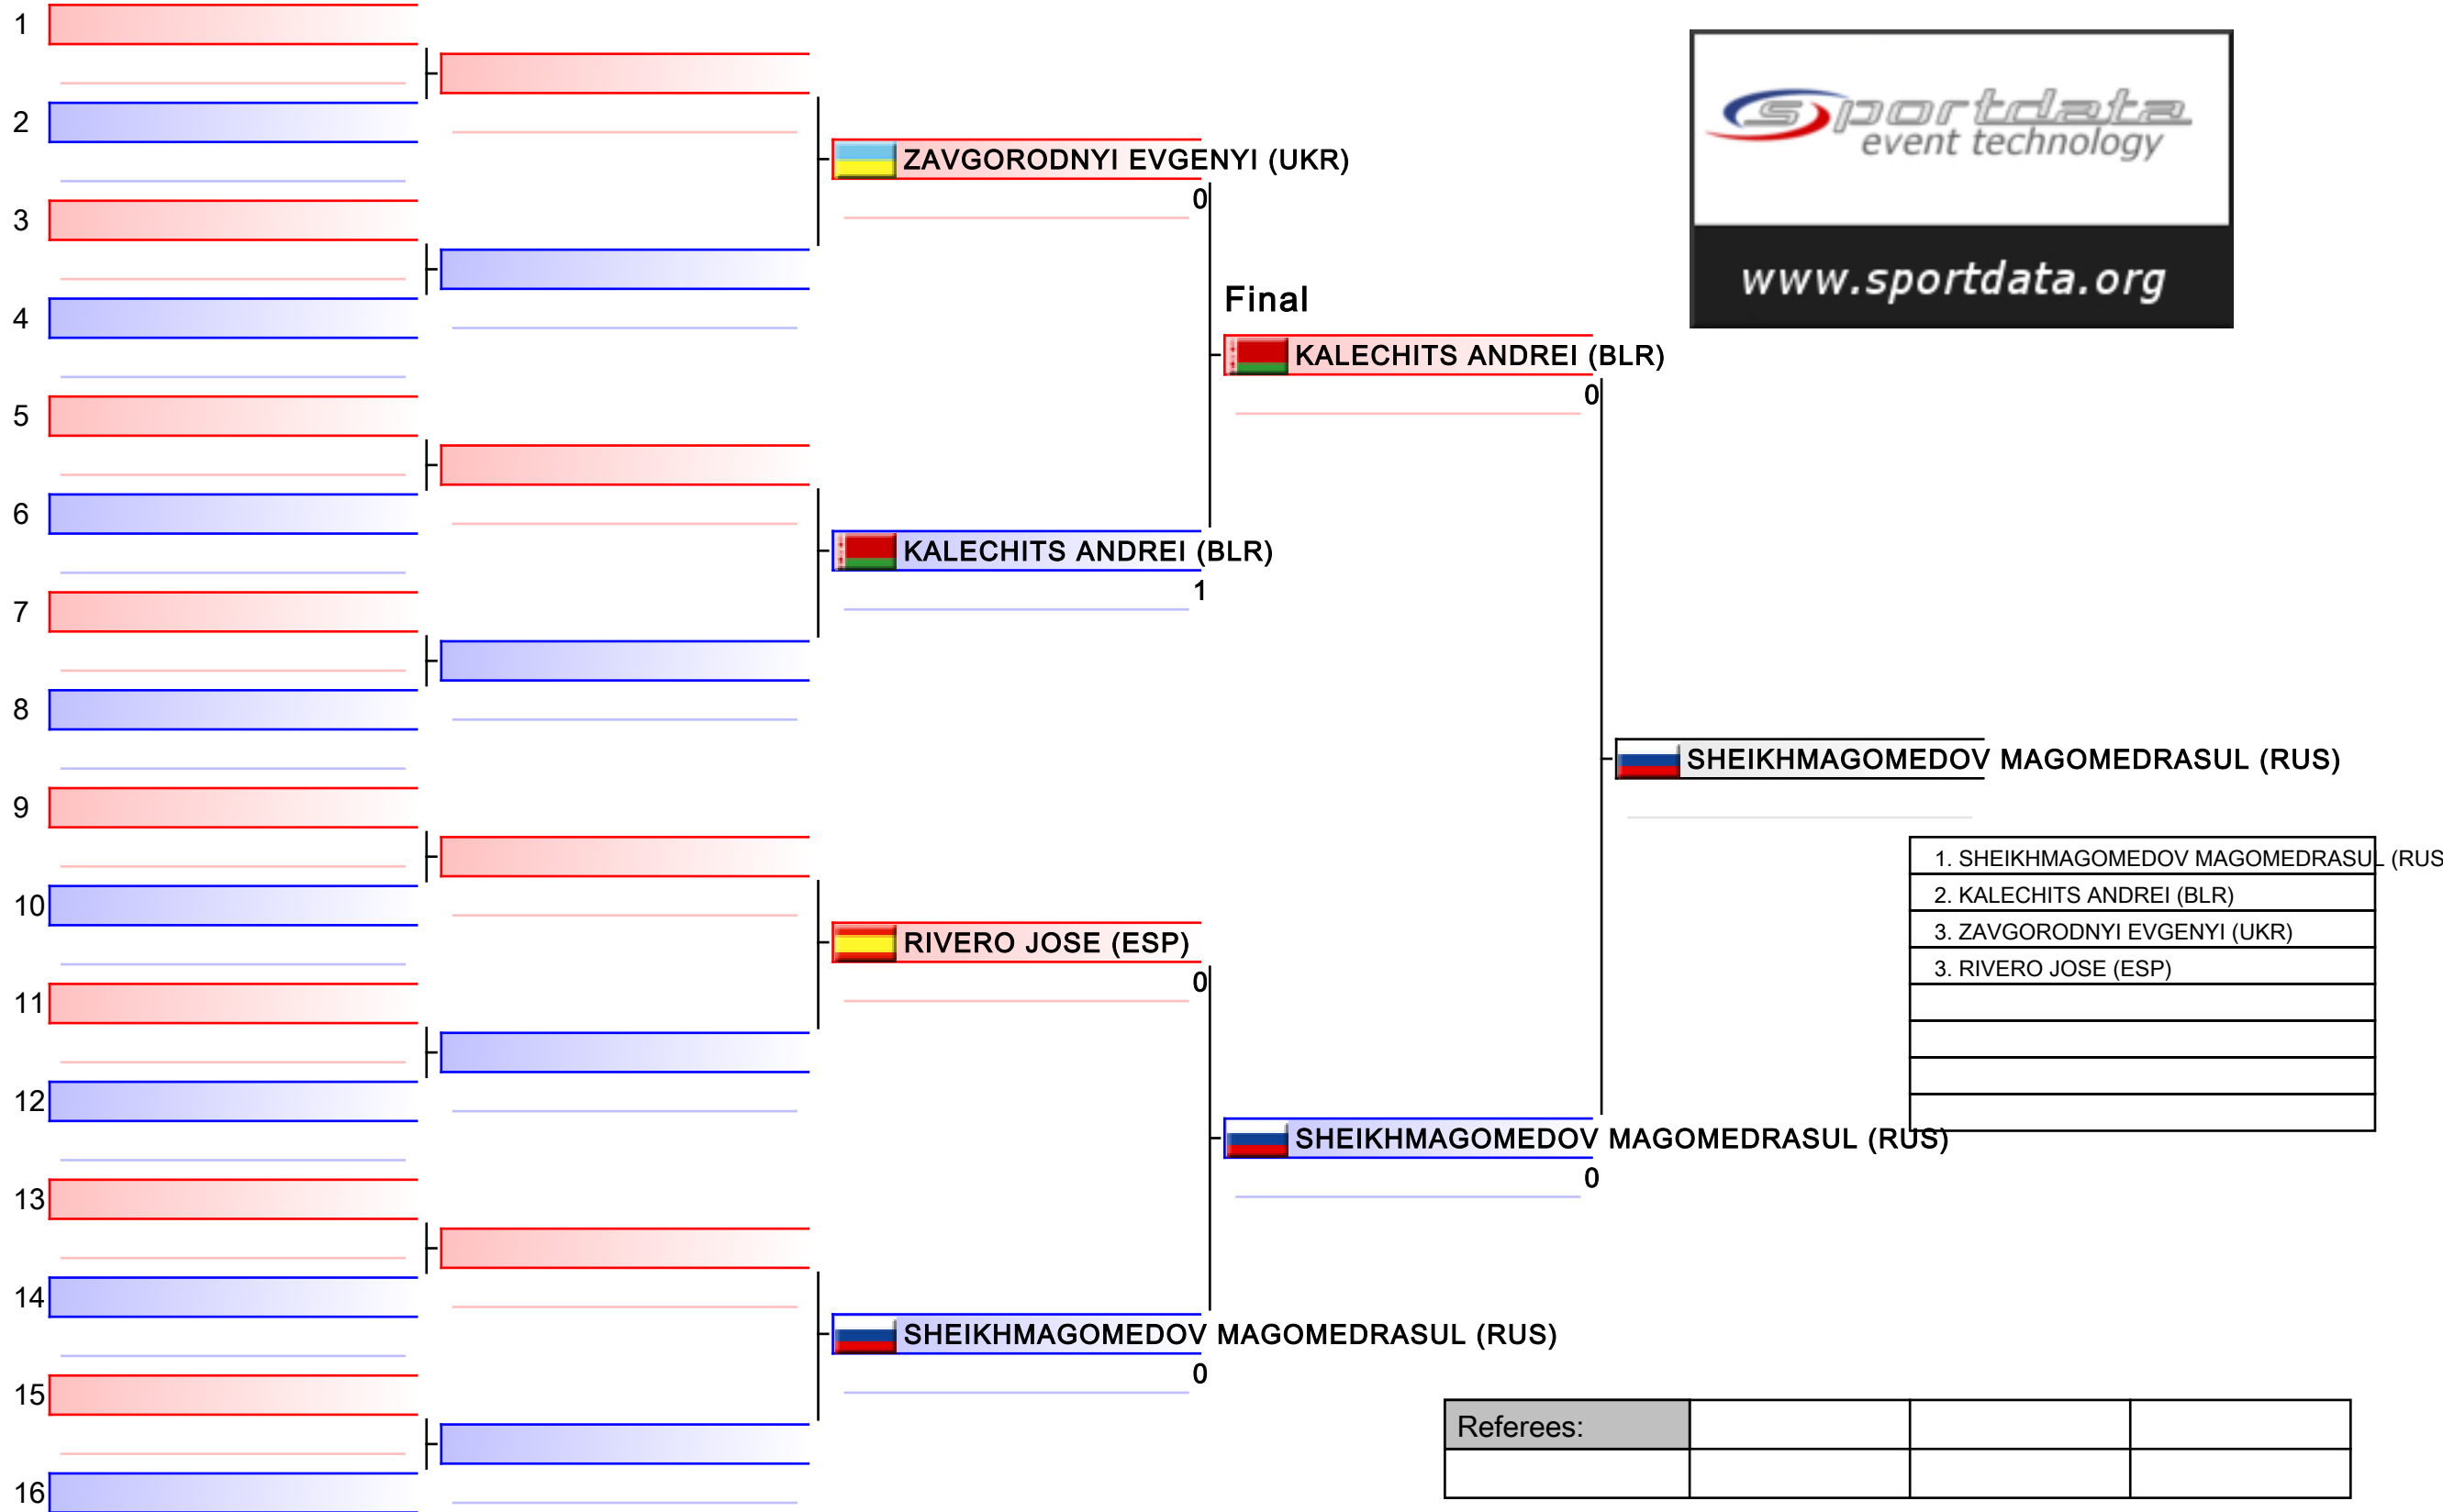 1
2
3
4
5
6
7
8
9
10
11
12
13
14
15
16
ZAVGORODNYI EVGENYI (UKR)
0
KALECHITS ANDREI (BLR)
1
RIVERO JOSE (ESP)
0
SHEIKHMAGOMEDOV MAGOMEDRASUL (RUS)
0
Final
KALECHITS ANDREI (BLR)
0
SHEIKHMAGOMEDOV MAGOMEDRASUL (RUS)
0
SHEIKHMAGOMEDOV MAGOMEDRASUL (RUS)
sportdata
event technology
www.sportdata.org
1. SHEIKHMAGOMEDOV MAGOMEDRASUL (RUS
2. KALECHITS ANDREI (BLR)
3. ZAVGORODNYI EVGENYI (UKR)
3. RIVERO JOSE (ESP)
Referees: